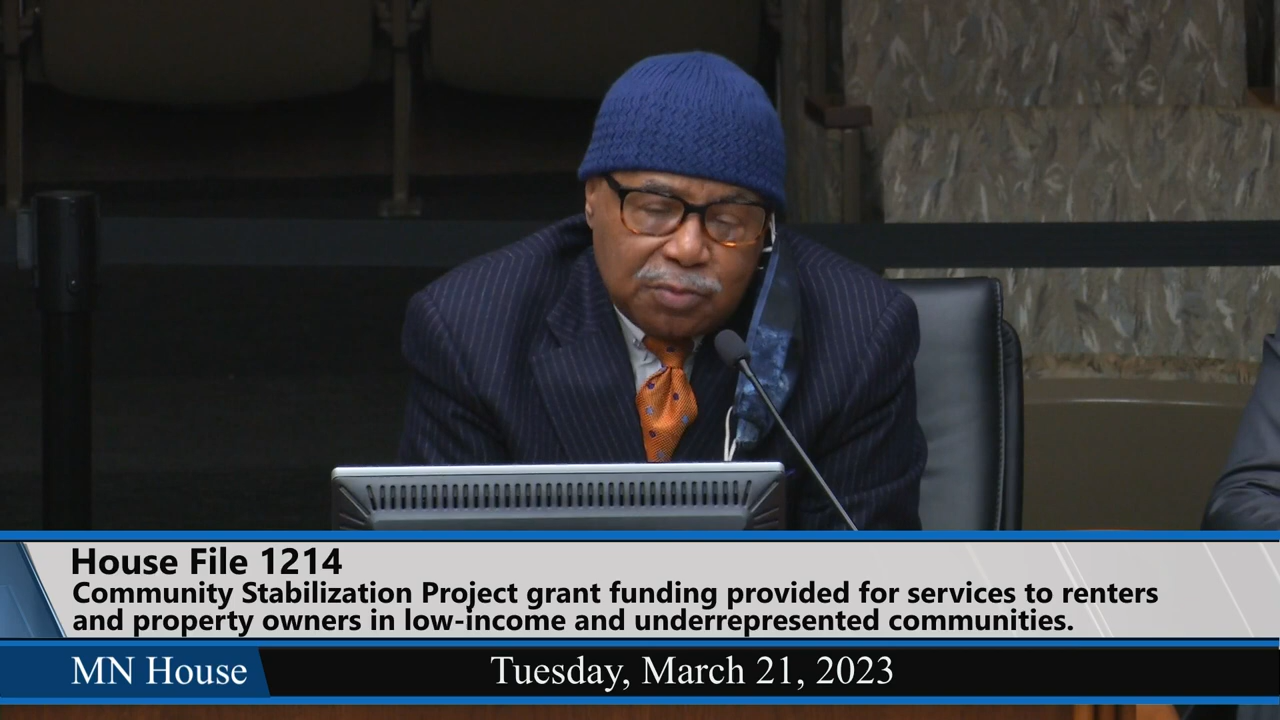 House File 1214
Community Stabilization Project grant funding provided for services to renters
and property owners in low-income and underrepresented communities.
MN House
Tuesday, March 21, 2023